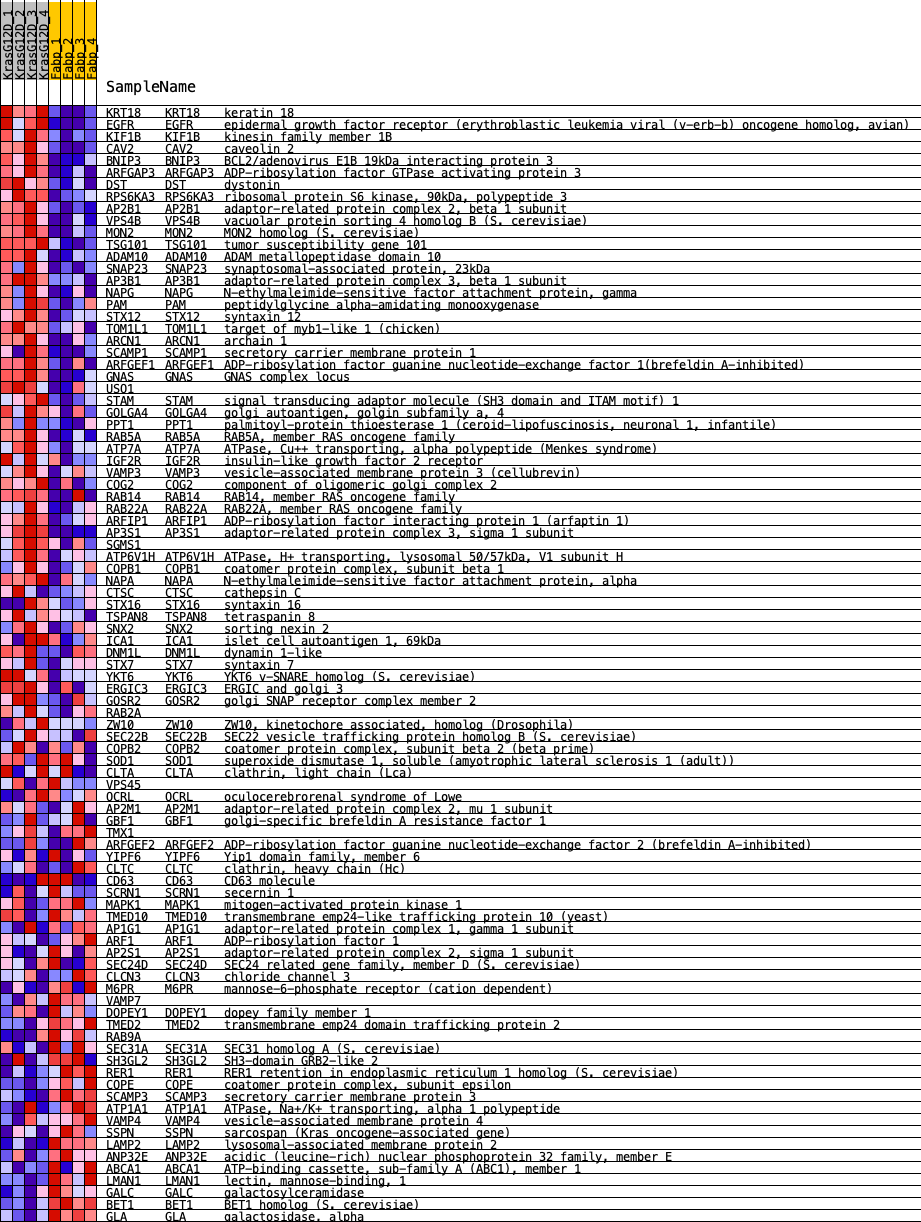 KrasG12D_1 KrasG12D_2 KrasG12D_3 KrasG12D_4 Fabp_1 Fabp_2 Fabp_3 Fabp_4
SampleName
KRT18 KRT18 keratin 18
EGFR EGFR epidermal growth factor receptor (erythroblastic leukemia viral (v-erb-b) oncogene homolog, avian)
KIF1B KIF1B kinesin family member 1B
CAV2 CAV2 caveolin 2
BNIP3 BNIP3 BCL2/adenovirus E1B 19kDa interacting protein 3
ARFGAP3 ARFGAP3 ADP-ribosylation factor GTPase activating protein 3
DST DST dystonin
RPS6KA3 RPS6KA3 ribosomal protein S6 kinase, 90kDa, polypeptide 3
AP2B1 AP2B1 adaptor-related protein complex 2, beta 1 subunit
VPS4B VPS4B vacuolar protein sorting 4 homolog B (S. cerevisiae)
MON2 MON2 MON2 homolog (S. cerevisiae)
TSG101 TSG101 tumor susceptibility gene 101
ADAM10 ADAM10 ADAM metallopeptidase domain 10
SNAP23 SNAP23 synaptosomal-associated protein, 23kDa
AP3B1 AP3B1 adaptor-related protein complex 3, beta 1 subunit
NAPG NAPG N-ethylmaleimide-sensitive factor attachment protein, gamma
PAM PAM peptidylglycine alpha-amidating monooxygenase
STX12 STX12 syntaxin 12
TOM1L1 TOM1L1 target of myb1-like 1 (chicken)
ARCN1 ARCN1 archain 1
SCAMP1 SCAMP1 secretory carrier membrane protein 1
ARFGEF1 ARFGEF1 ADP-ribosylation factor guanine nucleotide-exchange factor 1(brefeldin A-inhibited)
GNAS GNAS GNAS complex locus
USO1
STAM STAM signal transducing adaptor molecule (SH3 domain and ITAM motif) 1
GOLGA4 GOLGA4 golgi autoantigen, golgin subfamily a, 4
PPT1 PPT1 palmitoyl-protein thioesterase 1 (ceroid-lipofuscinosis, neuronal 1, infantile)
RAB5A RAB5A RAB5A, member RAS oncogene family
ATP7A ATP7A ATPase, Cu++ transporting, alpha polypeptide (Menkes syndrome)
IGF2R IGF2R insulin-like growth factor 2 receptor
VAMP3 VAMP3 vesicle-associated membrane protein 3 (cellubrevin)
COG2 COG2 component of oligomeric golgi complex 2
RAB14 RAB14 RAB14, member RAS oncogene family
RAB22A RAB22A RAB22A, member RAS oncogene family
ARFIP1 ARFIP1 ADP-ribosylation factor interacting protein 1 (arfaptin 1)
AP3S1 AP3S1 adaptor-related protein complex 3, sigma 1 subunit
SGMS1
ATP6V1H ATP6V1H ATPase, H+ transporting, lysosomal 50/57kDa, V1 subunit H
COPB1 COPB1 coatomer protein complex, subunit beta 1
NAPA NAPA N-ethylmaleimide-sensitive factor attachment protein, alpha
CTSC CTSC cathepsin C
STX16 STX16 syntaxin 16
TSPAN8 TSPAN8 tetraspanin 8
SNX2 SNX2 sorting nexin 2
ICA1 ICA1 islet cell autoantigen 1, 69kDa
DNM1L DNM1L dynamin 1-like
STX7 STX7 syntaxin 7
YKT6 YKT6 YKT6 v-SNARE homolog (S. cerevisiae)
ERGIC3 ERGIC3 ERGIC and golgi 3
GOSR2 GOSR2 golgi SNAP receptor complex member 2
RAB2A
ZW10 ZW10 ZW10, kinetochore associated, homolog (Drosophila)
SEC22B SEC22B SEC22 vesicle trafficking protein homolog B (S. cerevisiae)
COPB2 COPB2 coatomer protein complex, subunit beta 2 (beta prime)
SOD1 SOD1 superoxide dismutase 1, soluble (amyotrophic lateral sclerosis 1 (adult))
CLTA CLTA clathrin, light chain (Lca)
VPS45
OCRL OCRL oculocerebrorenal syndrome of Lowe
AP2M1 AP2M1 adaptor-related protein complex 2, mu 1 subunit
GBF1 GBF1 golgi-specific brefeldin A resistance factor 1
TMX1
ARFGEF2 ARFGEF2 ADP-ribosylation factor guanine nucleotide-exchange factor 2 (brefeldin A-inhibited)
YIPF6 YIPF6 Yip1 domain family, member 6
CLTC CLTC clathrin, heavy chain (Hc)
CD63 CD63 CD63 molecule
SCRN1 SCRN1 secernin 1
MAPK1 MAPK1 mitogen-activated protein kinase 1
TMED10 TMED10 transmembrane emp24-like trafficking protein 10 (yeast)
AP1G1 AP1G1 adaptor-related protein complex 1, gamma 1 subunit
ARF1 ARF1 ADP-ribosylation factor 1
AP2S1 AP2S1 adaptor-related protein complex 2, sigma 1 subunit
SEC24D SEC24D SEC24 related gene family, member D (S. cerevisiae)
CLCN3 CLCN3 chloride channel 3
M6PR M6PR mannose-6-phosphate receptor (cation dependent)
VAMP7
DOPEY1 DOPEY1 dopey family member 1
TMED2 TMED2 transmembrane emp24 domain trafficking protein 2
RAB9A
SEC31A SEC31A SEC31 homolog A (S. cerevisiae)
SH3GL2 SH3GL2 SH3-domain GRB2-like 2
RER1 RER1 RER1 retention in endoplasmic reticulum 1 homolog (S. cerevisiae)
COPE COPE coatomer protein complex, subunit epsilon
SCAMP3 SCAMP3 secretory carrier membrane protein 3
ATP1A1 ATP1A1 ATPase, Na+/K+ transporting, alpha 1 polypeptide
VAMP4 VAMP4 vesicle-associated membrane protein 4
SSPN SSPN sarcospan (Kras oncogene-associated gene)
LAMP2 LAMP2 lysosomal-associated membrane protein 2
ANP32E ANP32E acidic (leucine-rich) nuclear phosphoprotein 32 family, member E
ABCA1 ABCA1 ATP-binding cassette, sub-family A (ABC1), member 1
LMAN1 LMAN1 lectin, mannose-binding, 1
GALC GALC galactosylceramidase
BET1 BET1 BET1 homolog (S. cerevisiae)
GLA GLA galactosidase, alpha